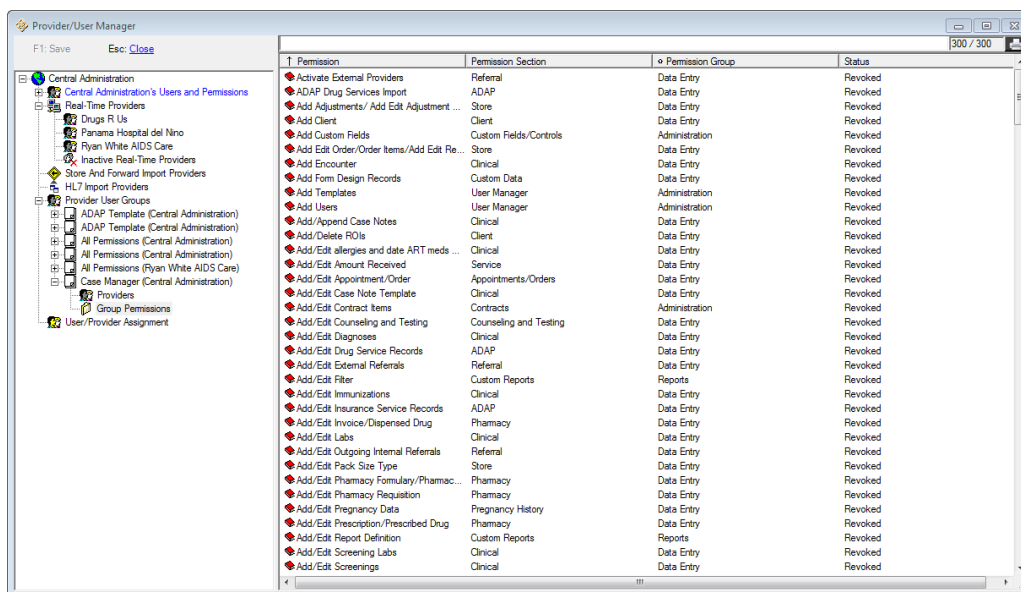 Provider/User Manager
F1: Save Esc: Close
300 / 300
Central Administration
Central Administration's Users and Permissions
Real-Time Providers
Drugs R Us
Panama Hospital del Nino
Ryan White AIDS Care
Inactive Real-Time Providers
Store And Forward Import Providers
HL7 Import Providers
Provider User Groups
ADAP Template (Central Administration)
ADAP Template (Central Administration)
All Permissions (Central Administration)
All Permissions (Central Administration)
All Permissions (Ryan White AIDS Care)
Case Manager (Central Administration)
Providers
Group Permissions
User/Provider Assignment
↑ Permission Permission Section Permission Group Status
Activate External Providers Referral Data Entry Revoked
ADAP Drug Services Import ADAP Data Entry Revoked
Add Adjustments/ Add Edit Adjustment ... Store Data Entry Revoked
Add Client Client Data Entry Revoked
Add Custom Fields Custom Fields/Controls Administration Revoked
Add Edit Order/Order Items/Add Edit Re... Store Data Entry Revoked
Add Encounter Clinical Data Entry Revoked
Add Form Design Records Custom Data Data Entry Revoked
Add Templates User Manager Administration Revoked
Add Users User Manager Administration Revoked
Add/Append Case Notes Clinical Data Entry Revoked
Add/Delete ROIs Client Data Entry Revoked
Add/Edit allergies and date ART meds ... Clinical Data Entry Revoked
Add/Edit Amount Received Service Data Entry Revoked
Add/Edit Appointment/Order Appointments/Orders Data Entry Revoked
Add/Edit Case Note Template Clinical Data Entry Revoked
Add/Edit Contract Items Contracts Administration Revoked
Add/Edit Counseling and Testing Counseling and Testing Data Entry Revoked
Add/Edit Diagnoses Clinical Data Entry Revoked
Add/Edit Drug Service Records ADAP Data Entry Revoked
Add/Edit External Referrals Referral Data Entry Revoked
Add/Edit Filter Custom Reports Reports Revoked
Add/Edit Immunizations Clinical Data Entry Revoked
Add/Edit Insurance Service Records ADAP Data Entry Revoked
Add/Edit Invoice/Dispensed Drug Pharmacy Data Entry Revoked
Add/Edit Labs Clinical Data Entry Revoked
Add/Edit Outgoing Internal Referrals Referral Data Entry Revoked
Add/Edit Pack Size Type Store Data Entry Revoked
Add/Edit Pharmacy Formulary/Pharmac... Pharmacy Data Entry Revoked
Add/Edit Pharmacy Requisition Pharmacy Data Entry Revoked
Add/Edit Pregnancy Data Pregnancy History Data Entry Revoked
Add/Edit Prescription/Prescribed Drug Pharmacy Data Entry Revoked
Add/Edit Report Definition Custom Reports Reports Revoked
Add/Edit Screening Labs Clinical Data Entry Revoked
Add/Edit Screenings Clinical Data Entry Revoked